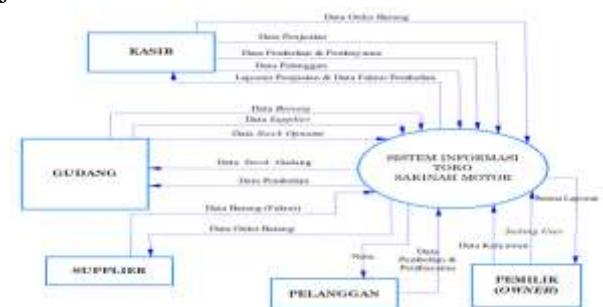 Data Order Barang
Data Penjualan
KASIR
Data Pembelian & Pembayaran
Data Pelanggan
Laporan Penjualan & Data Faktur Pembelian
Data Barang
Data Supplier
Data Stock Opname
GUDANG
Data Stock Gudang
Data Pembelian
SISTEM INFORMASI
TOKO
SAKINAH MOTOR
Data Barang (Faktur)
Data Order Barang
Semua Laporan
Setting User
Data Karyawan
Nota
Data
Pembelian &
Pembayaran
SUPPLIER
PELANGGAN
PEMILIK
(OWNER)